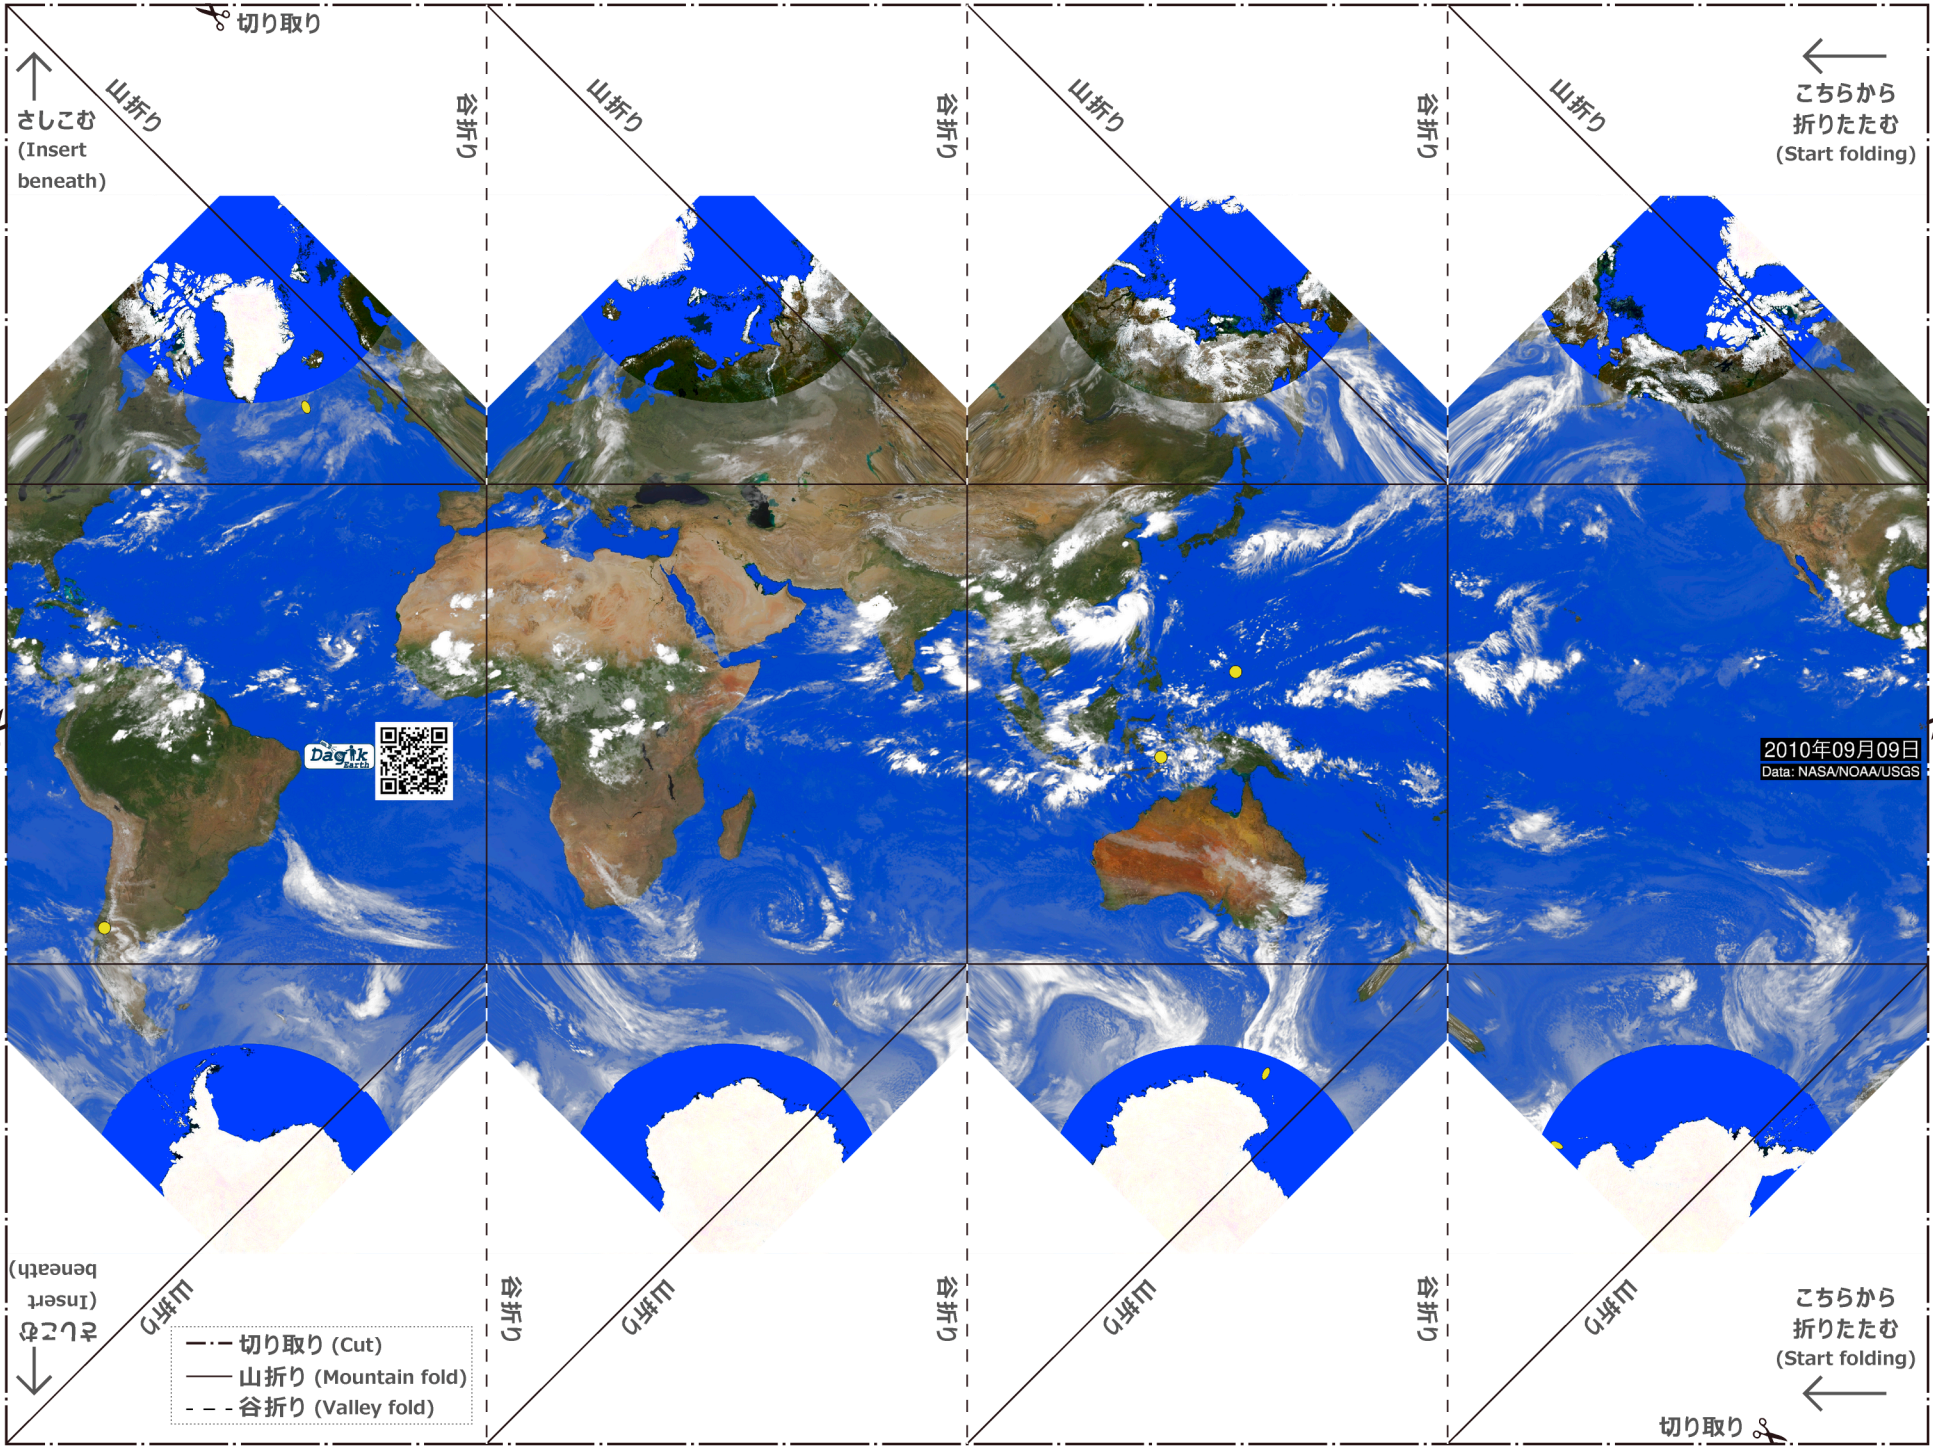 切り取り
山折り
谷折り
山折り
谷折り
山折り
谷折り
山折り
さしこむ
(Insert
beneath)
こちらから
折りたたむ
(Start folding)
Dagik
Earth
2010年09月09日
Data: NASA/NOAA/USGS
さしこむ
(Insert
beneath)
山折り
谷折り
山折り
谷折り
山折り
谷折り
山折り
こちらから
折りたたむ
(Start folding)
切り取り (Cut)
山折り (Mountain fold)
谷折り (Valley fold)
切り取り